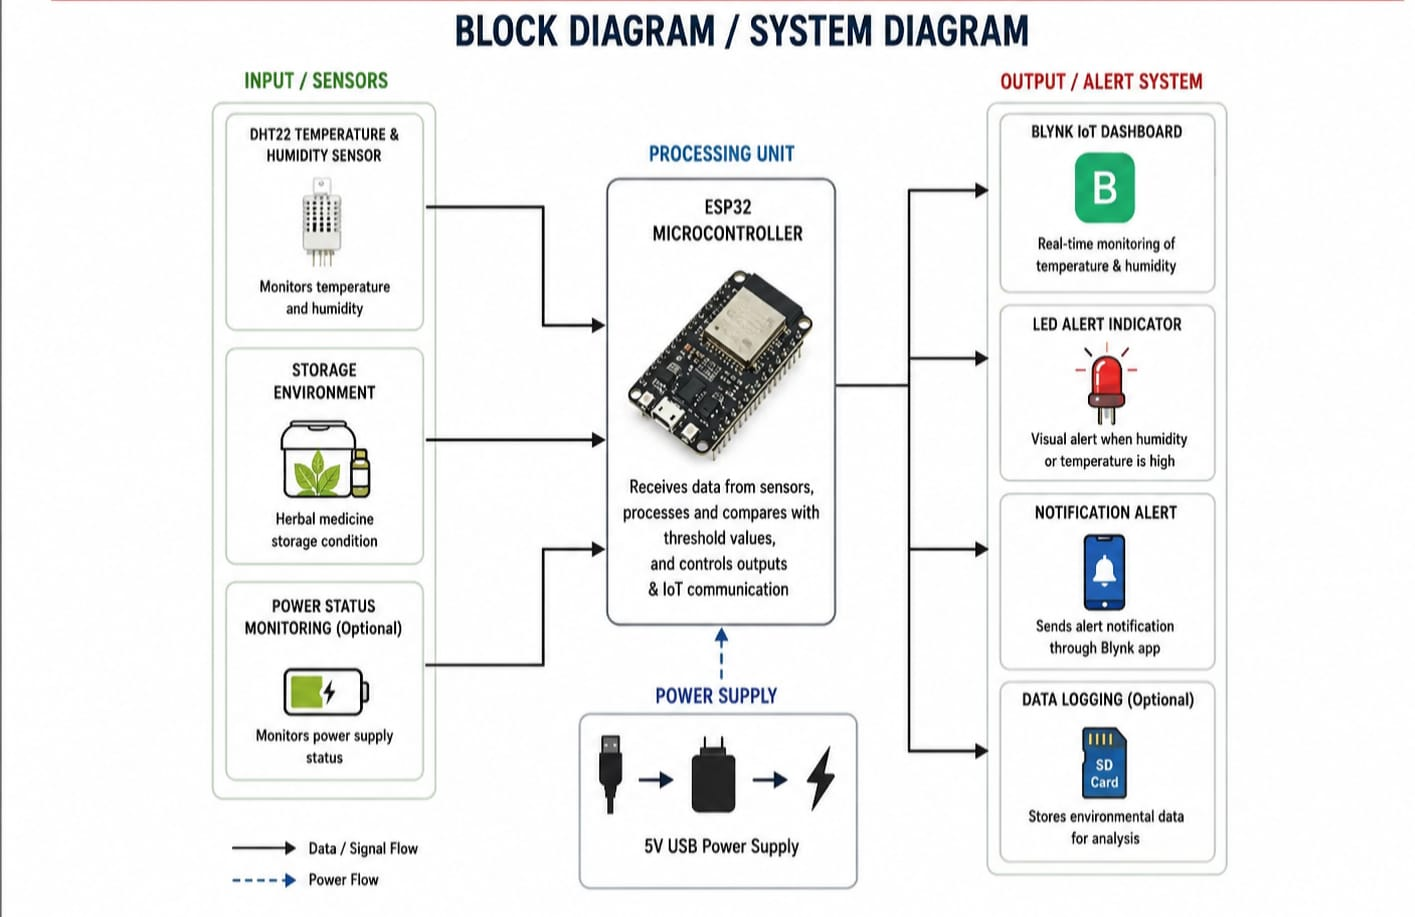 BLOCK DIAGRAM / SYSTEM DIAGRAM
INPUT / SENSORS
DHT22 TEMPERATURE &
HUMIDITY SENSOR
Monitors temperature
and humidity
STORAGE
ENVIRONMENT
Herbal medicine
storage condition
POWER STATUS
MONITORING (Optional)
Monitors power supply
status
Data / Signal Flow
Power Flow
PROCESSING UNIT
ESP32
MICROCONTROLLER
Receives data from sensors,
processes and compares with
threshold values,
and controls outputs
& IoT communication
POWER SUPPLY
5V USB Power Supply
OUTPUT / ALERT SYSTEM
BLYNK IoT DASHBOARD
B
Real-time monitoring of
temperature & humidity
LED ALERT INDICATOR
Visual alert when humidity
or temperature is high
NOTIFICATION ALERT
Sends alert notification
through Blynk app
DATA LOGGING (Optional)
SD
Card
Stores environmental data
for analysis